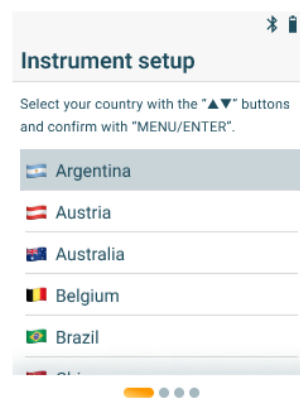 Instrument setup
Select your country with the “▲▼” buttons
and confirm with “MENU/ENTER”.
Argentina
Austria
Australia
Belgium
Brazil